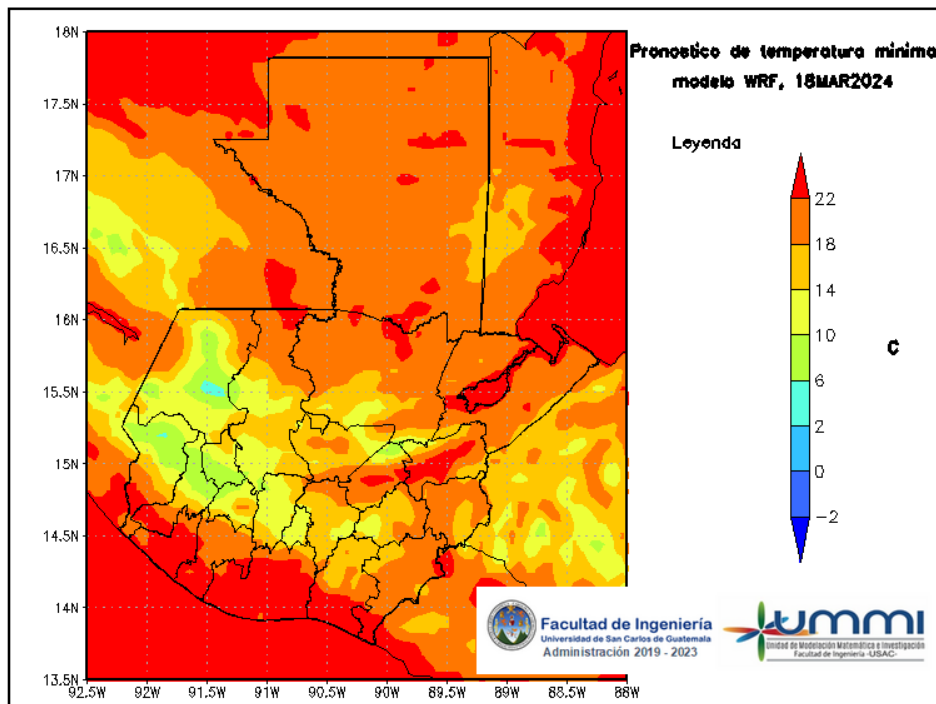 18N
17.5N
17N
16.5N
16N
15.5N
15N
14.5N
14N
13.5N
92.5W
92W
91.5W
91W
90.5W
90W
89.5W
89W
88.5W
88W
Pronostico de temperatura minima
modelo WRF, 18MAR2024
Leyenda
22
18
14
10
6
2
0
-2
C
Facultad de Ingeniería
Universidad de San Carlos de Guatemala
Administración 2019 - 2023
UMMI
Unidad de Modelación Matemática e Investigación
Facultad de Ingeniería -USAC-